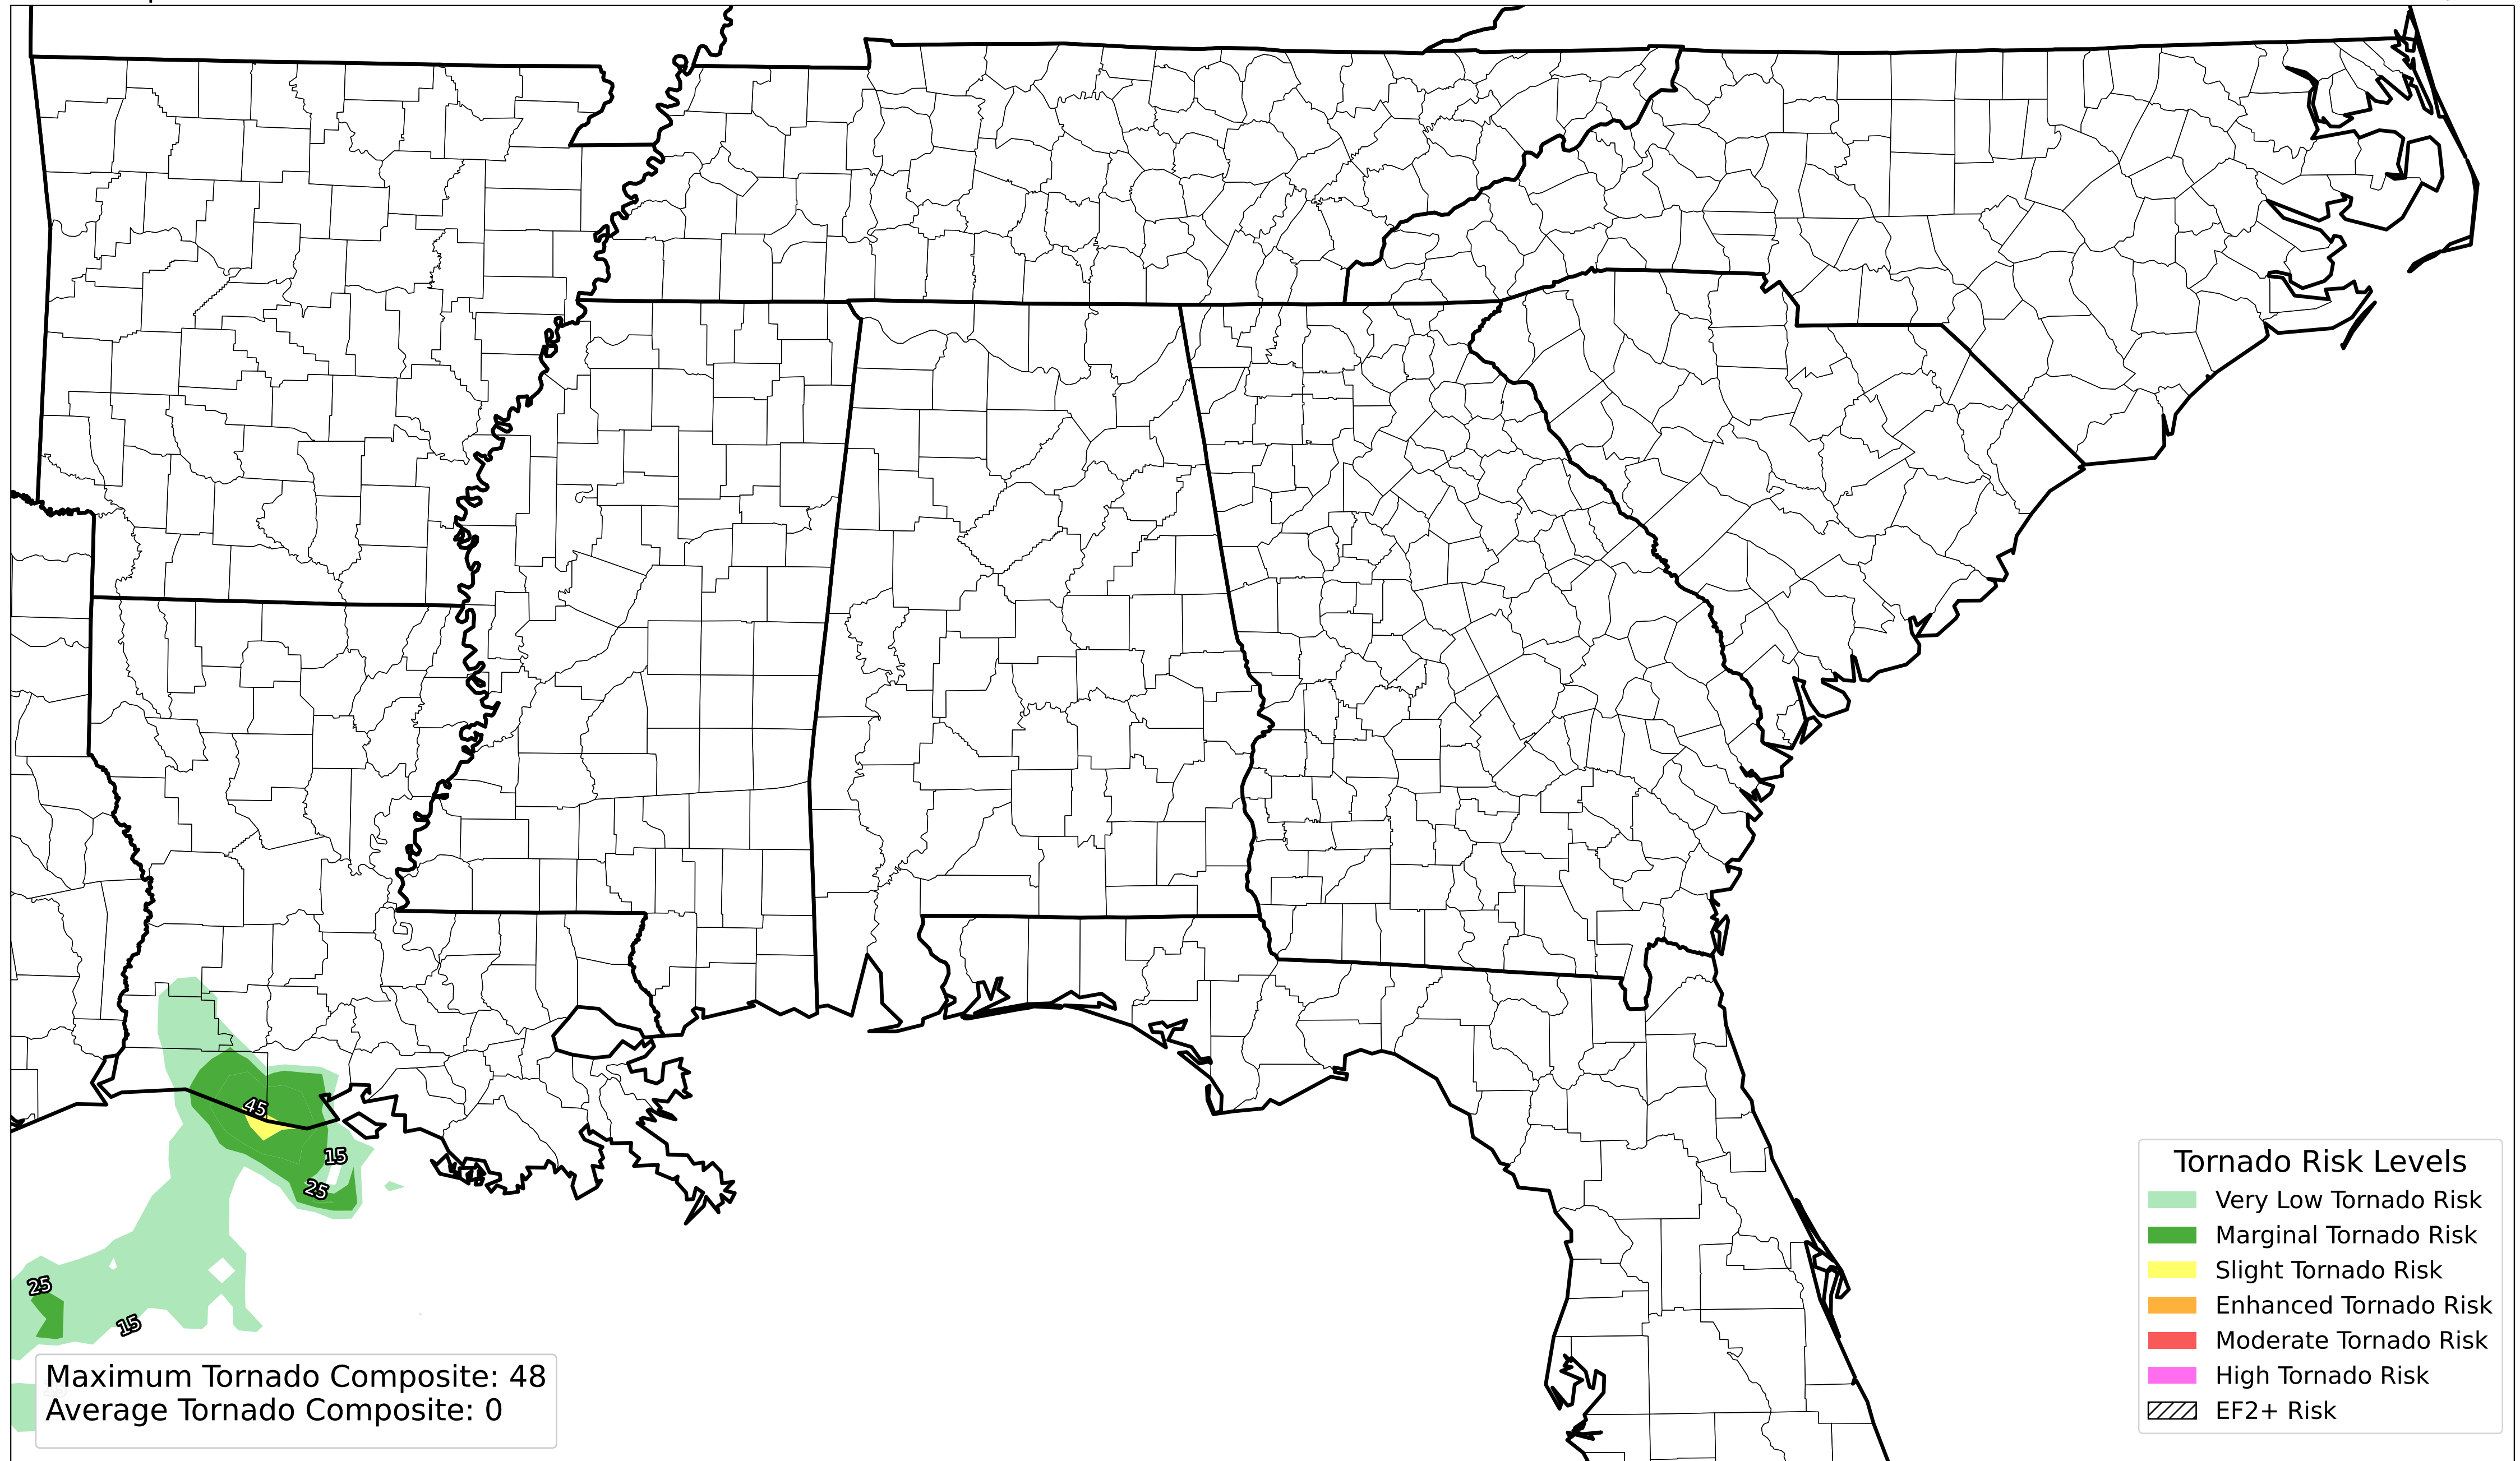 45
15
25
25
15
Tornado Risk Levels
Very Low Tornado Risk
Marginal Tornado Risk
Slight Tornado Risk
Enhanced Tornado Risk
Moderate Tornado Risk
High Tornado Risk
EF2+ Risk
Maximum Tornado Composite: 48
Average Tornado Composite: 0